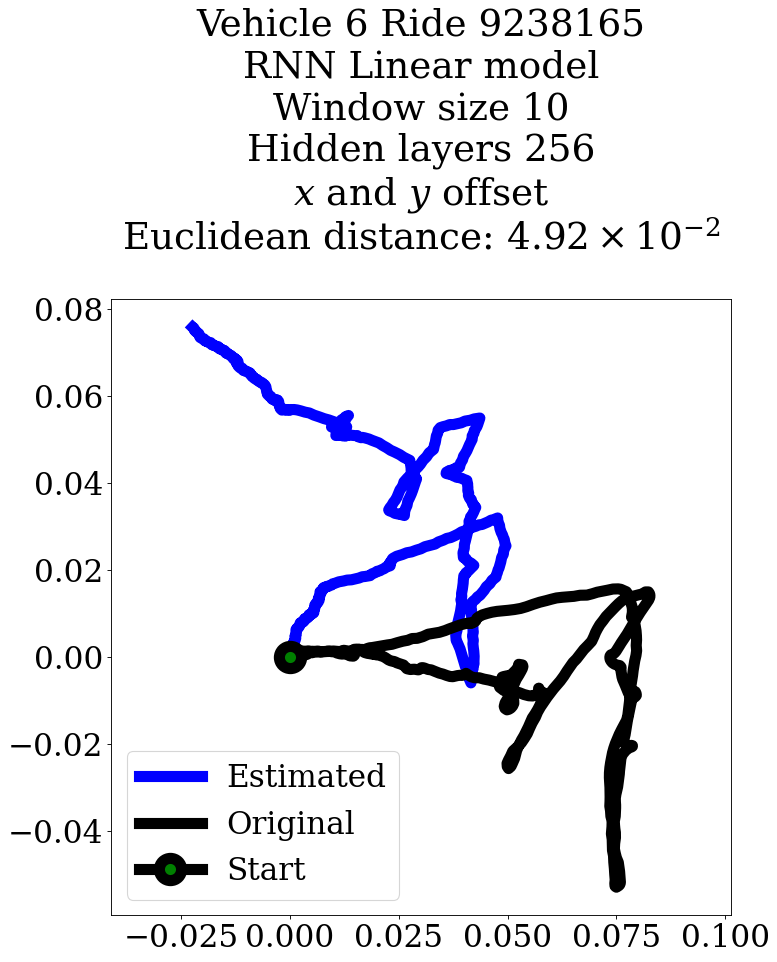 Vehicle 6 Ride 9238165
RNN Linear model
Window size 10
Hidden layers 256
x and y offset
Euclidean distance: 4.92 × 10⁻²
0.08
0.06
0.04
0.02
0.00
−0.02
−0.04
Estimated
Original
Start
−0.025 0.000 0.025 0.050 0.075 0.100